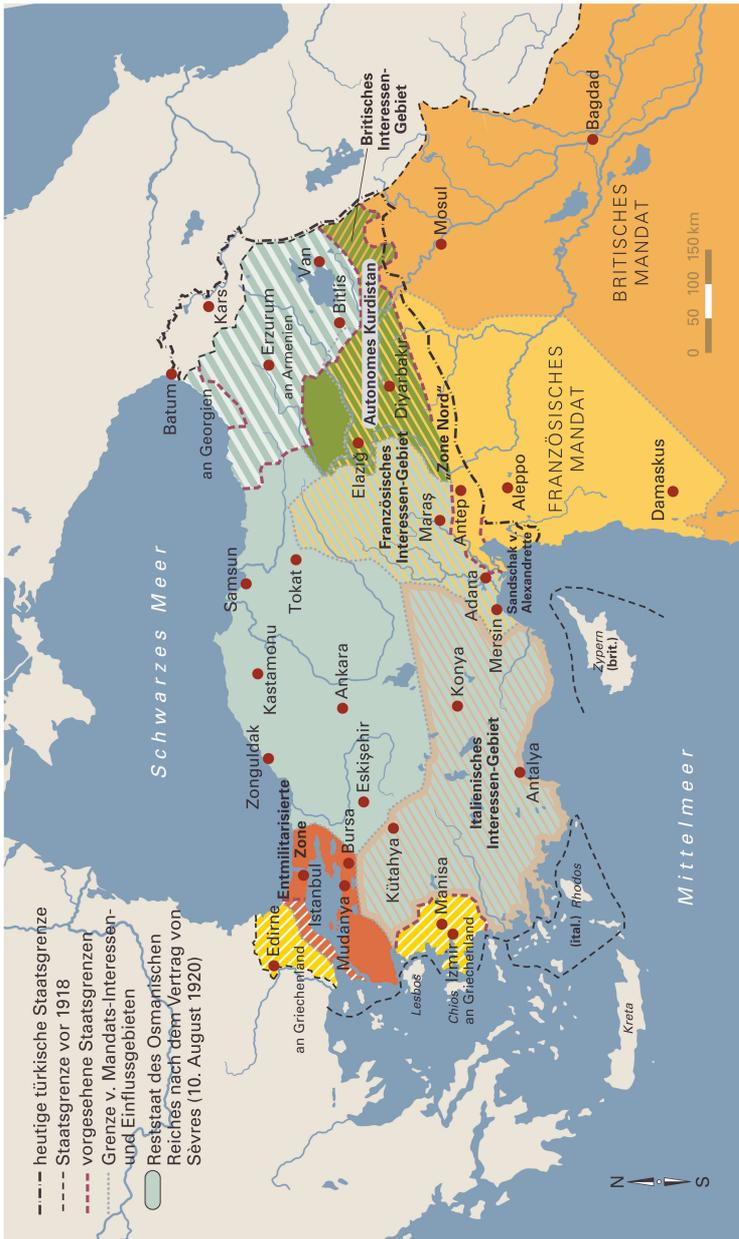 heutige türkische Staatsgrenze
Staatsgrenze vor 1918
vorgesehene Staatsgrenzen
Grenze v. Mandats-Interessen-
und Einflussgebieten
Reststaat des Osmanischen
Reiches nach dem Vertrag von
Sèvres (10. August 1920)
Schwarzes Meer
Batum
Kars
an Georgien
Erzurum
an Armenien
Van
Bitlis
Britisches
Interessen-
Gebiet
Autonomes Kurdistan
Diyarbakır
Elazığ
Mosul
Bagdad
BRITISCHES
MANDAT
0 50 100 150 km
Samsun
Tokat
Kastamonu
Zonguldak
Ankara
Eskişehir
Entmilitarisierte
Zone
Istanbul
Edirne
an Griechenland
Mudanya
Bursa
Kütahya
Manisa
Izmir
an Griechenland
Lesbos
Chios
Französisches
Interessen-Gebiet
„Zone Nord“
Maraş
Antep
Adana
Mersin
Sandschak v.
Alexandrette
Aleppo
FRANZÖSISCHES
MANDAT
Damaskus
Konya
Italienisches
Interessen-Gebiet
Antalya
Zypern
(brit.)
(ital.) Rhodos
Kreta
Mittelmeer
N
S